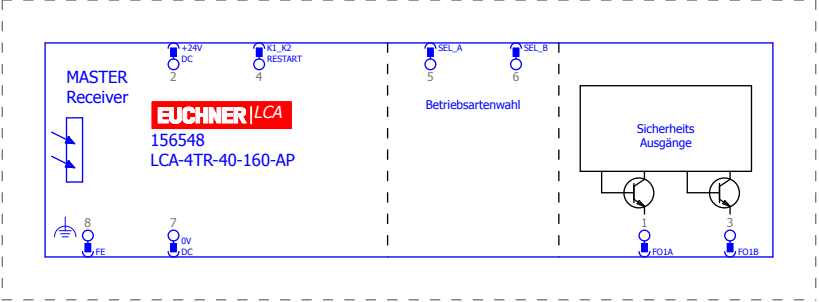 +24V
DC
2
K1_K2
RESTART
4
SEL_A
5
SEL_B
6
MASTER
Receiver
EUCHNER LCA
156548
LCA-4TR-40-160-AP
Betriebsartenwahl
Sicherheits
Ausgänge
8
FE
7
0V
DC
1
FO1A
3
FO1B